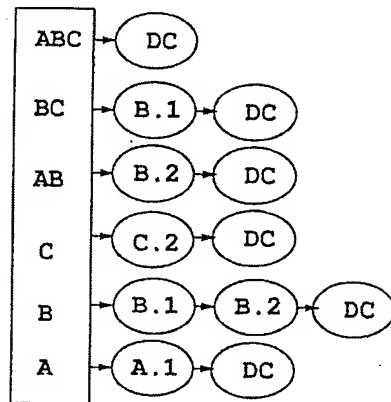 ABC DC
BC B.1 DC
AB B.2 DC
C C.2 DC
B B.1 B.2 DC
A A.1 DC